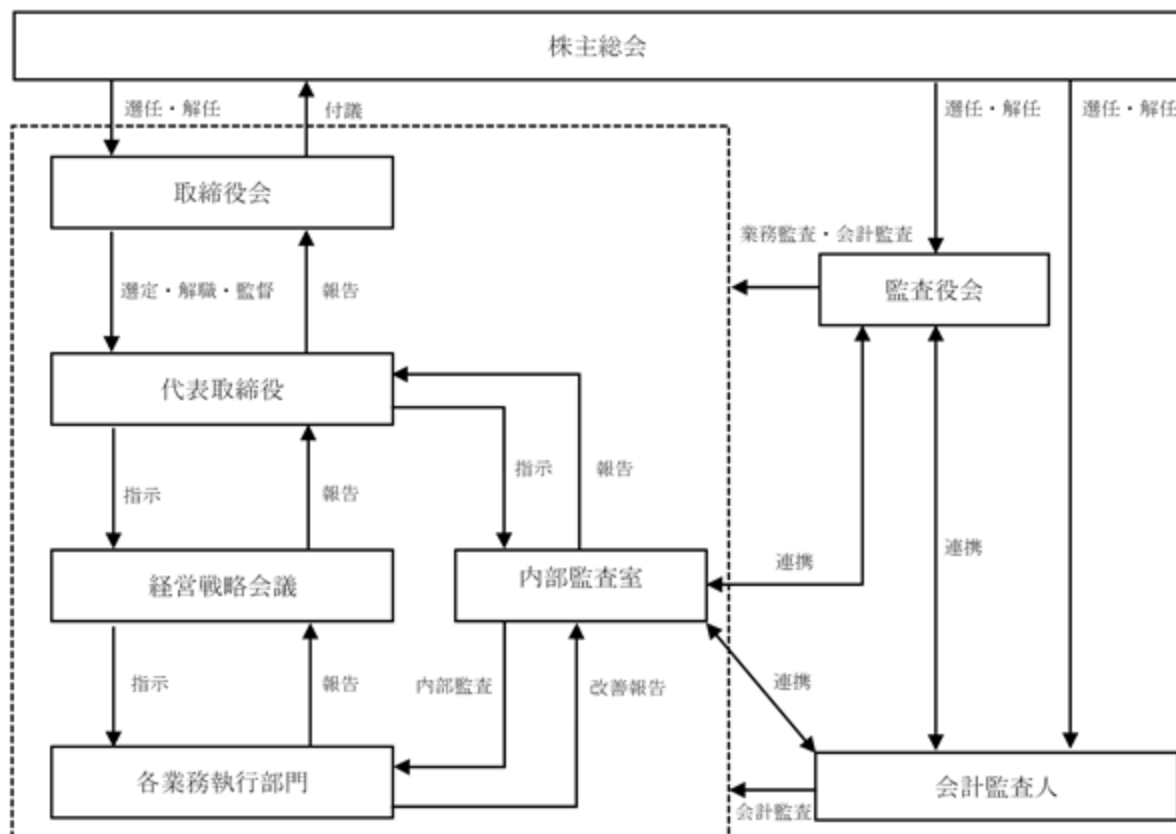 株主総会
選任・解任
付議
選任・解任
選任・解任
取締役会
業務監査・会計監査
選定・解職・監督
報告
監査役会
代表取締役
指示
報告
指示
報告
連携
連携
経営戦略会議
内部監査室
指示
報告
内部監査
改善報告
連携
各業務執行部門
会計監査人
会計監査